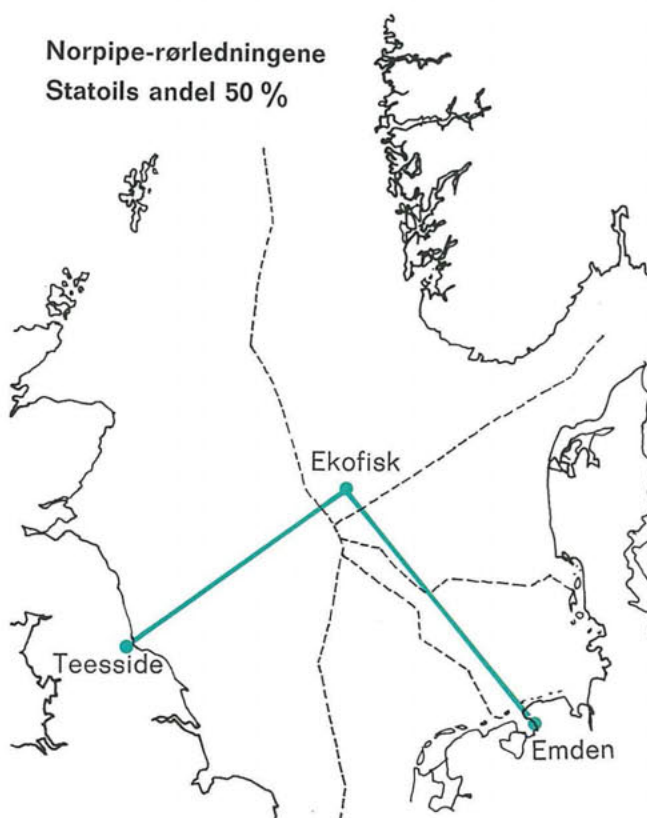 Norpipe-rørledningene
Statoils andel 50 %
Ekofisk
Teesside
Emden